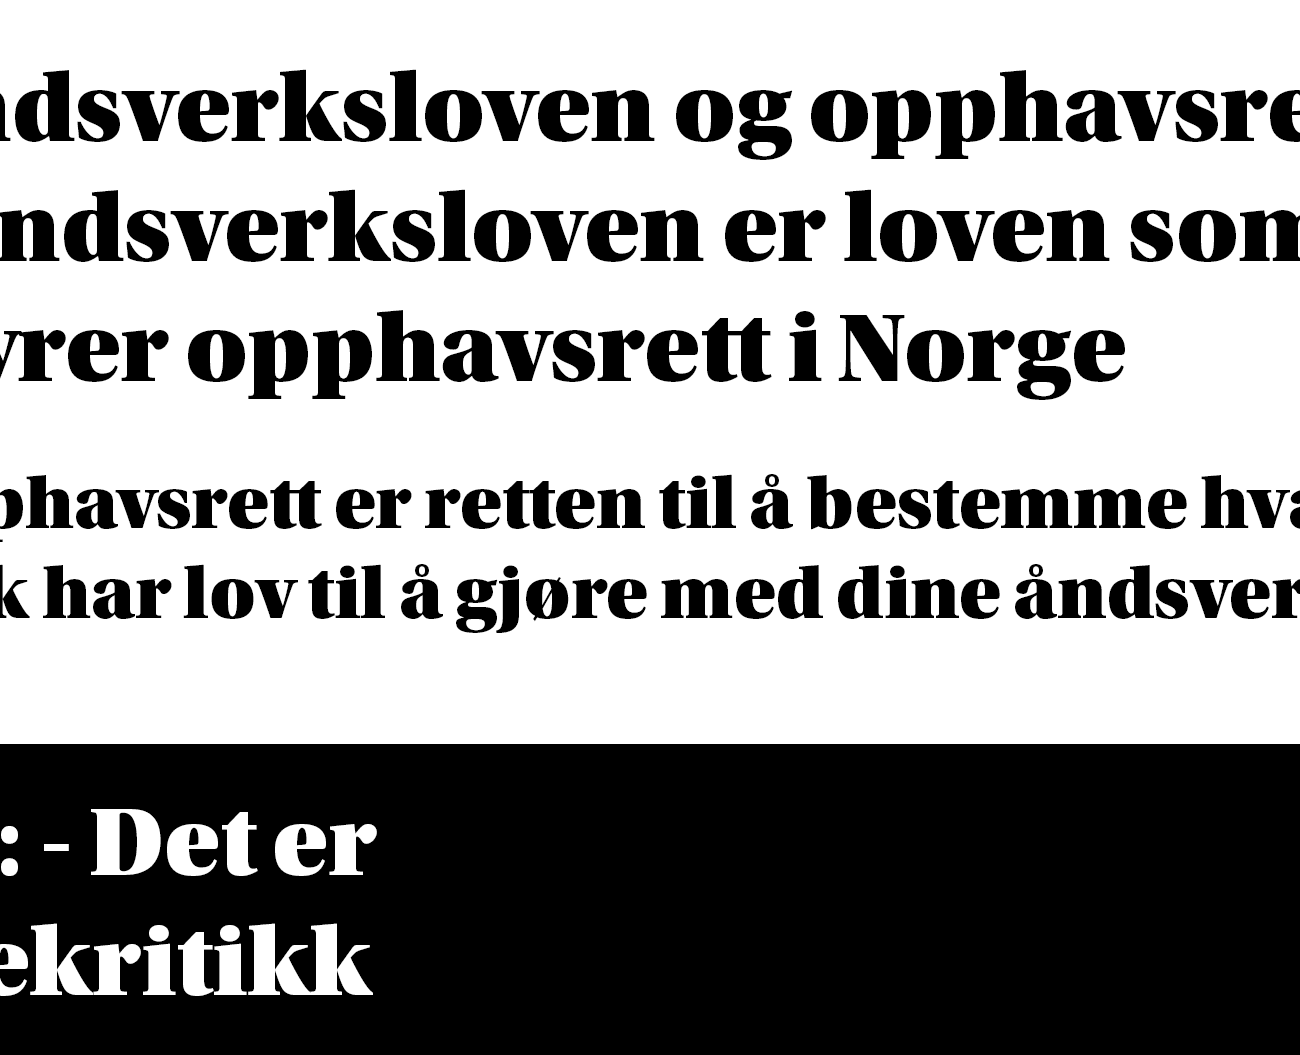 ndsverksloven og opphavsre
ndsverksloven er loven som
yrer opphavsrett i Norge
phavsrett er retten til å bestemme hva
k har lov til å gjøre med dine åndsver
: - Det er
ekritikk